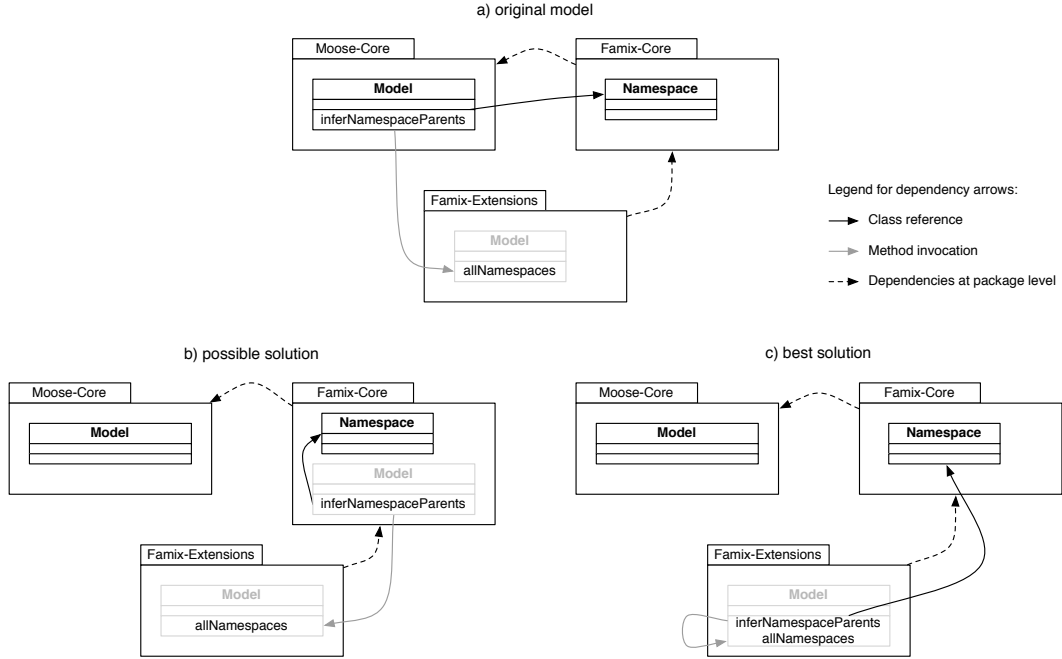 a) original model
Moose-Core
Famix-Core
Model
Namespace
inferNamespaceParents
Famix-Extensions
Model
allNamespaces
Legend for dependency arrows:
Class reference
Method invocation
Dependencies at package level
b) possible solution
Moose-Core
Famix-Core
Model
Namespace
Model
inferNamespaceParents
Famix-Extensions
Model
allNamespaces
c) best solution
Moose-Core
Famix-Core
Model
Namespace
Famix-Extensions
Model
inferNamespaceParents
allNamespaces